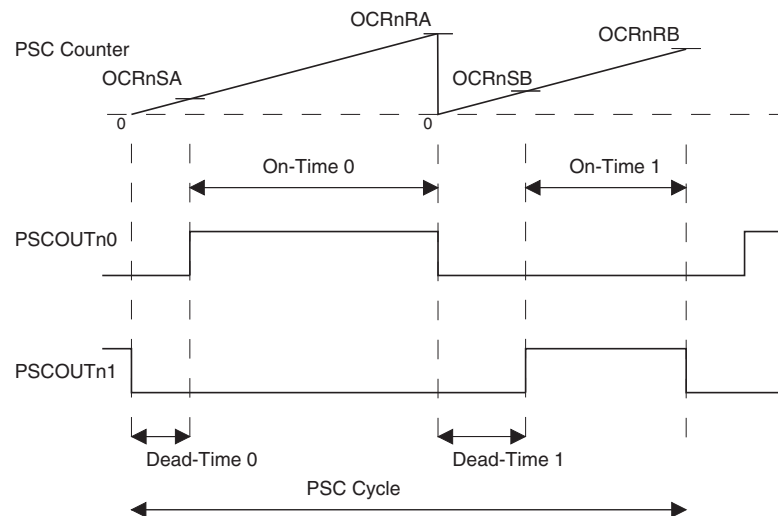 OCRnRA
OCRnRB
PSC Counter
OCRnSA
OCRnSB
0
0
On-Time 0
On-Time 1
PSCOUTn0
PSCOUTn1
Dead-Time 0
Dead-Time 1
PSC Cycle